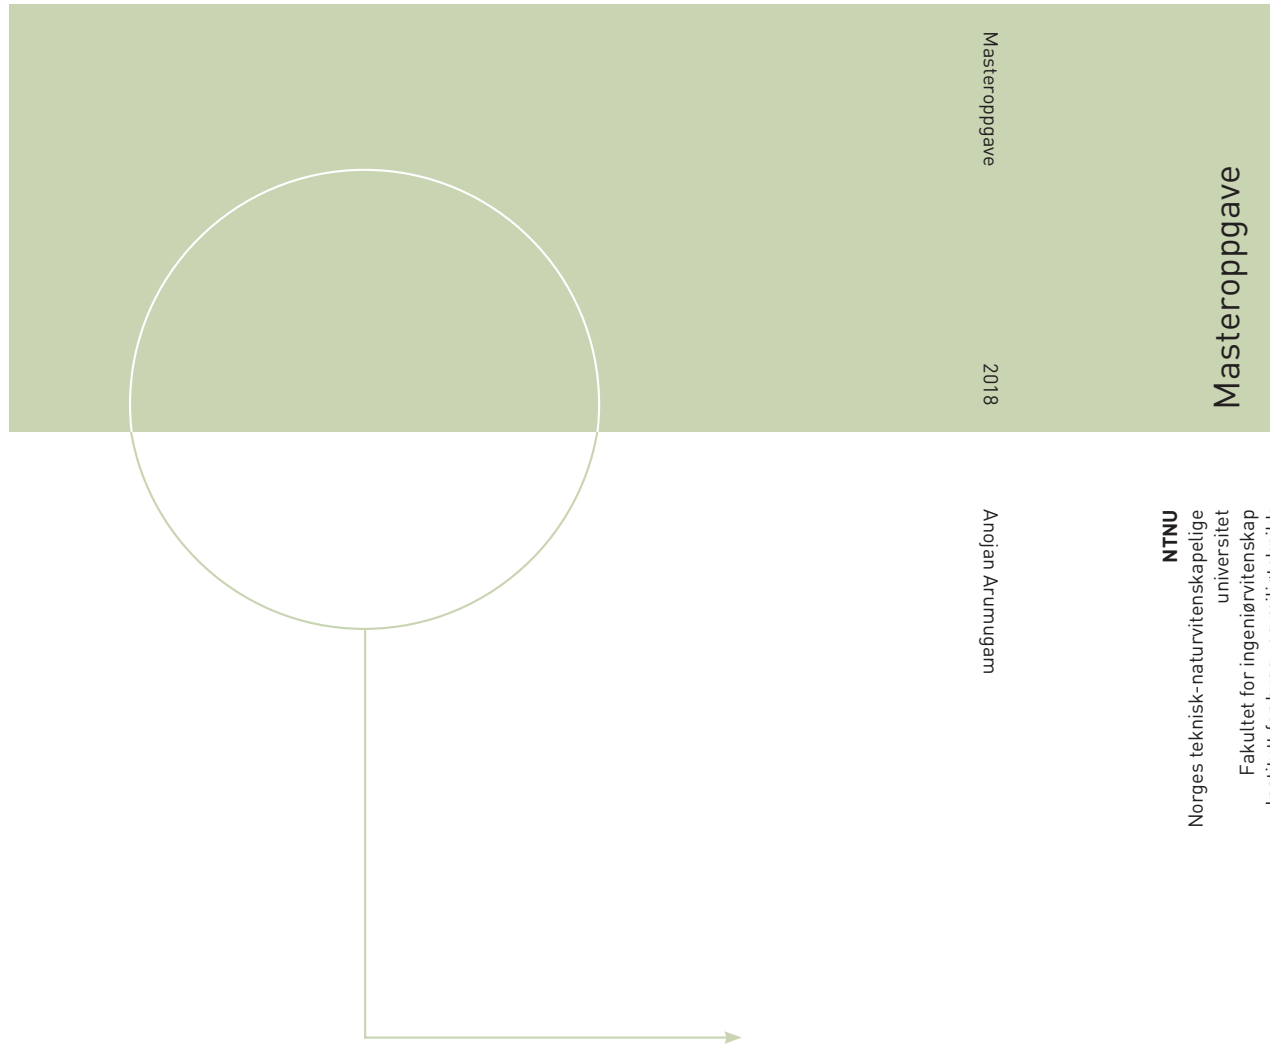 Masteroppgave
2018
Anojan Arumugam
Masteroppgave
NTNU
Norges teknisk-naturvitenskapelige
universitet
Fakultet for ingeniørvitenskap